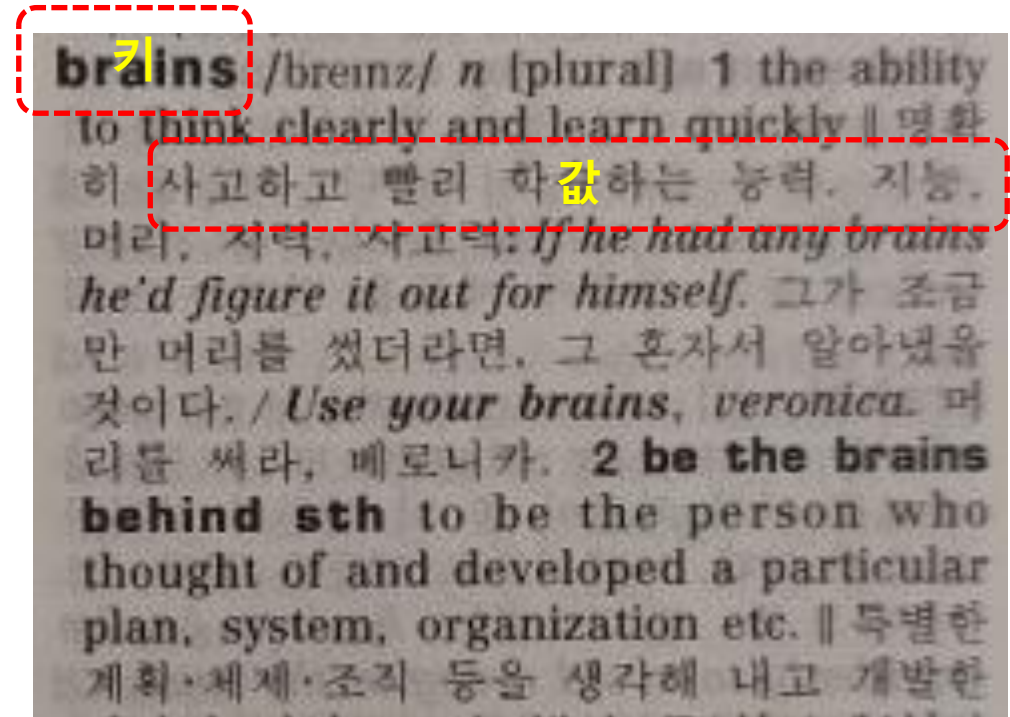 키
brains /breɪnz/ n [plural] 1 the ability
to think clearly and learn quickly ‖ 명확
히 사고하고 빨리 학 하는 능력. 지능.
값
머리. 지력. 사고력: If he had any brains
he'd figure it out for himself. 그가 조금
만 머리를 썼더라면, 그 혼자서 알아냈을
것이다. / Use your brains, veronica. 머
리를 써라, 베로니카. 2 be the brains
behind sth to be the person who
thought of and developed a particular
plan, system, organization etc. ‖ 특별한
계획·체제·조직 등을 생각해 내고 개발한